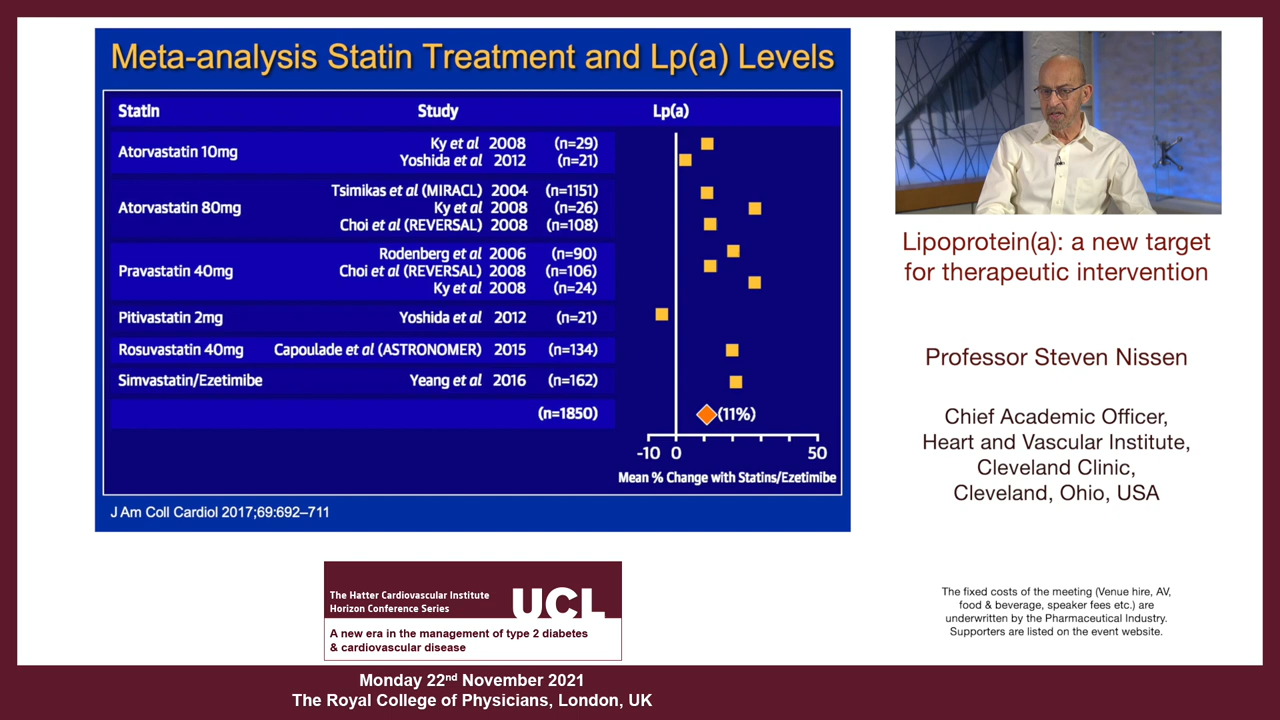 Meta-analysis Statin Treatment and Lp(a) Levels
Statin Study Lp(a)
Atorvastatin 10mg
Ky et al 2008 (n=29)
Yoshida et al 2012 (n=21)
Atorvastatin 80mg
Tsimikas et al (MIRACL) 2004 (n=1151)
Ky et al 2008 (n=26)
Choi et al (REVERSAL) 2008 (n=108)
Pravastatin 40mg
Rodenberg et al 2006 (n=90)
Choi et al (REVERSAL) 2008 (n=106)
Ky et al 2008 (n=24)
Pitivastatin 2mg Yoshida et al 2012 (n=21)
Rosuvastatin 40mg Capoulade et al (ASTRONOMER) 2015 (n=134)
Simvastatin/Ezetimibe Yeang et al 2016 (n=162)
(n=1850) (11%)
-10 0 50
Mean % Change with Statins/Ezetimibe
J Am Coll Cardiol 2017;69:692–711
Lipoprotein(a): a new target
for therapeutic intervention
Professor Steven Nissen
Chief Academic Officer,
Heart and Vascular Institute,
Cleveland Clinic,
Cleveland, Ohio, USA
The fixed costs of the meeting (Venue hire, AV,
food & beverage, speaker fees etc.) are
underwritten by the Pharmaceutical Industry.
Supporters are listed on the event website.
The Hatter Cardiovascular Institute
Horizon Conference Series
UCL
A new era in the management of type 2 diabetes
& cardiovascular disease
Monday 22nd November 2021
The Royal College of Physicians, London, UK